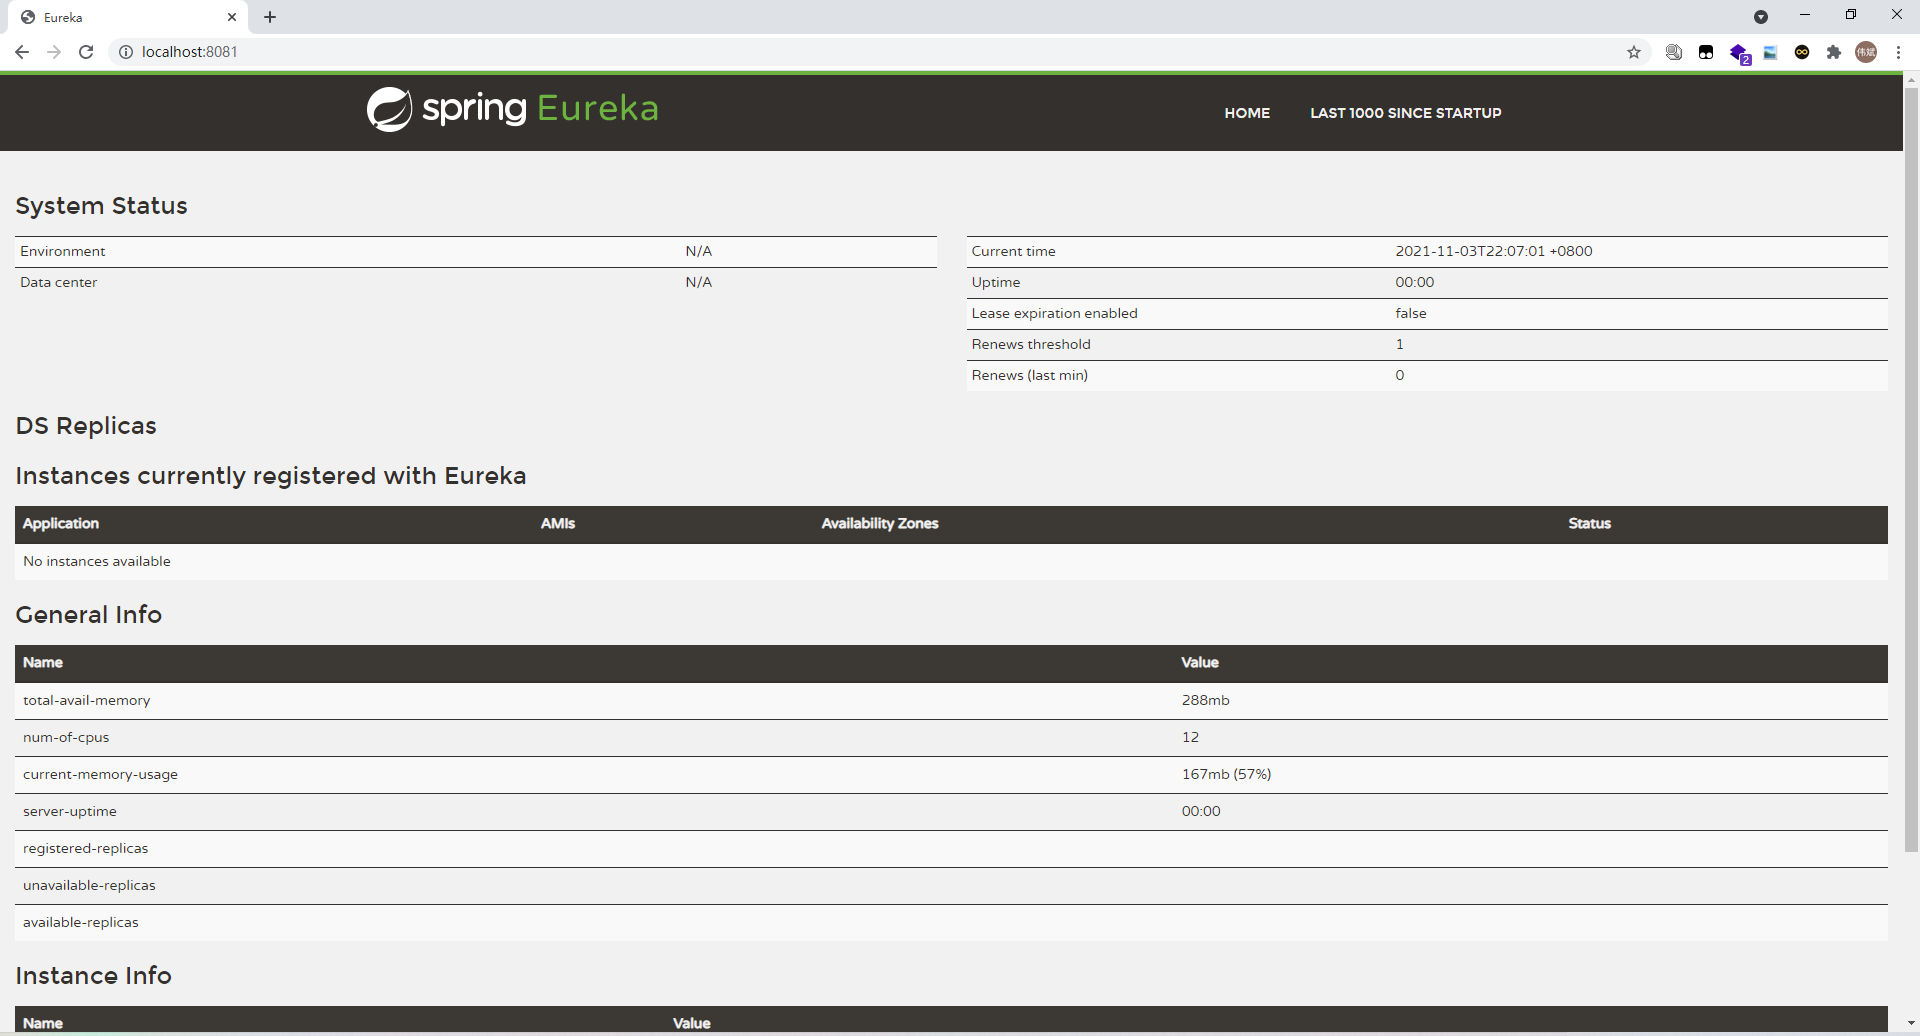 Eureka
localhost:8081
2
伟斌
spring Eureka
HOME LAST 1000 SINCE STARTUP
System Status
Environment N/A
Data center N/A
Current time 2021-11-03T22:07:01 +0800
Uptime 00:00
Lease expiration enabled false
Renews threshold 1
Renews (last min) 0
DS Replicas
Instances currently registered with Eureka
Application AMIs Availability Zones Status
No instances available
General Info
Name Value
total-avail-memory 288mb
num-of-cpus 12
current-memory-usage 167mb (57%)
server-uptime 00:00
registered-replicas
unavailable-replicas
available-replicas
Instance Info
Name Value